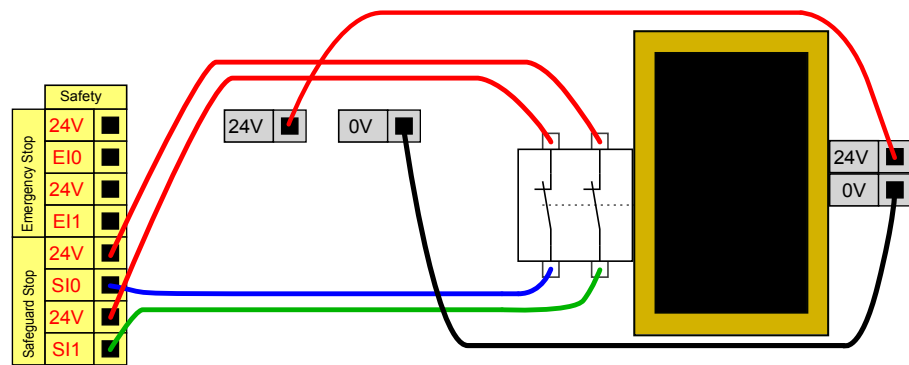 Safety
Emergency Stop
24V
EI0
24V
EI1
Safeguard Stop
24V
SI0
24V
SI1
24V
0V
24V
0V